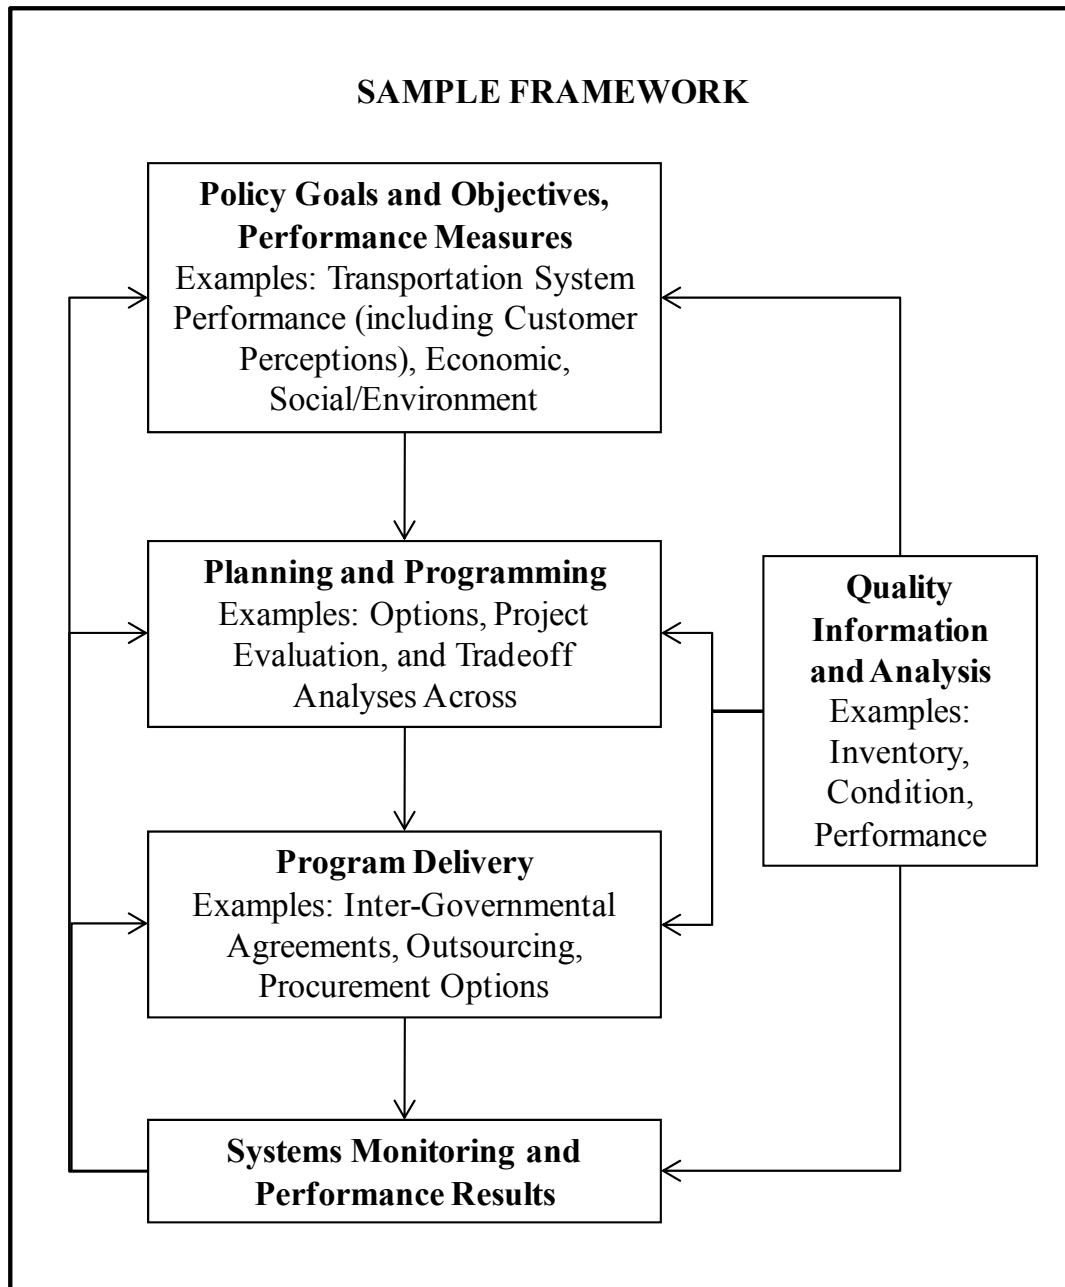 SAMPLE FRAMEWORK
Policy Goals and Objectives,
Performance Measures
Examples: Transportation System
Performance (including Customer
Perceptions), Economic,
Social/Environment
Planning and Programming
Examples: Options, Project
Evaluation, and Tradeoff
Analyses Across
Quality
Information
and Analysis
Examples:
Inventory,
Condition,
Performance
Program Delivery
Examples: Inter-Governmental
Agreements, Outsourcing,
Procurement Options
Systems Monitoring and
Performance Results